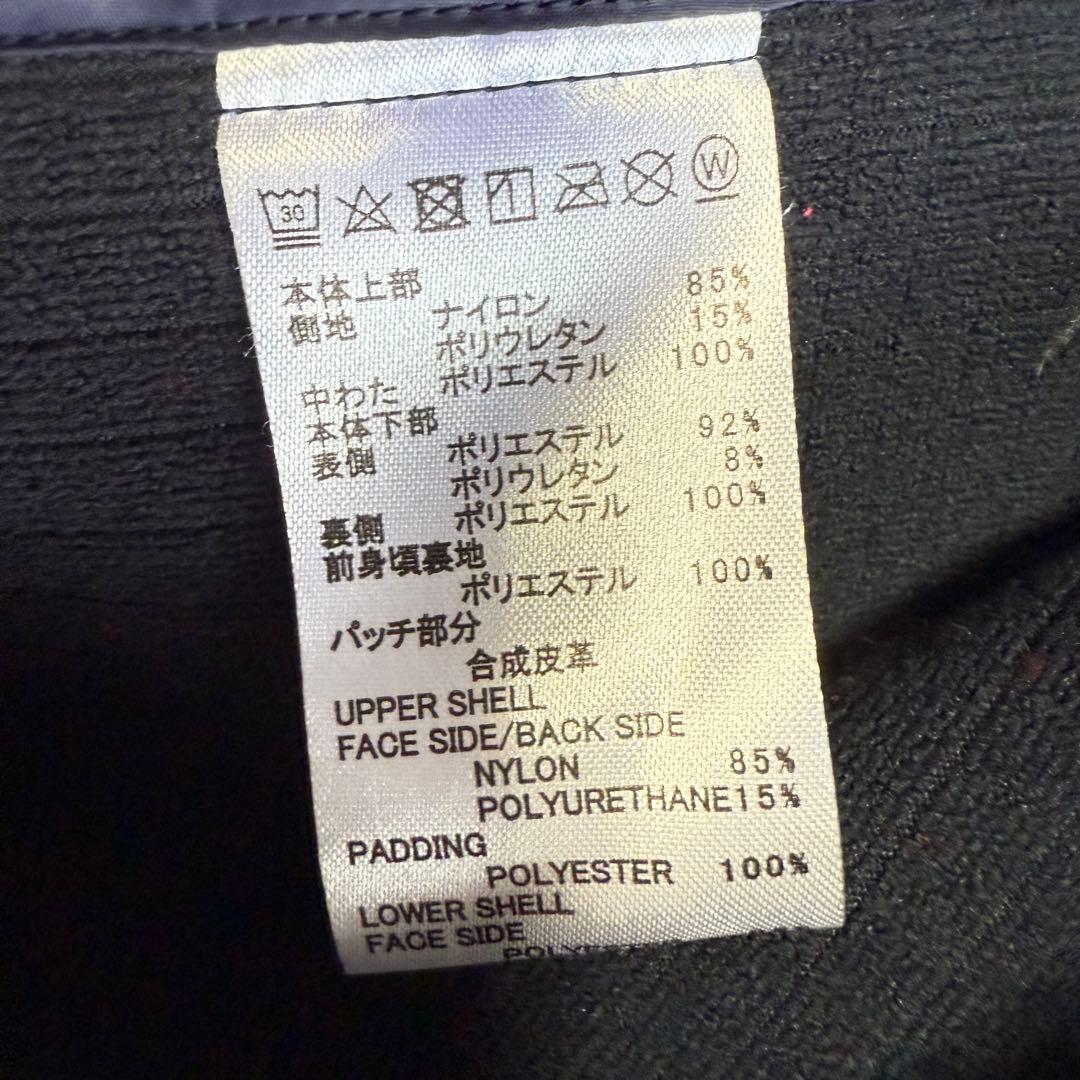 30 W
本体上部
側地 ナイロン 85%
ポリウレタン 15%
中わた ポリエステル 100%
本体下部
表側 ポリエステル 92%
ポリウレタン 8%
裏側 ポリエステル 100%
前身頃裏地
ポリエステル 100%
パッチ部分
合成皮革
UPPER SHELL
FACE SIDE/BACK SIDE
NYLON 85%
POLYURETHANE 15%
PADDING
POLYESTER 100%
LOWER SHELL
FACE SIDE